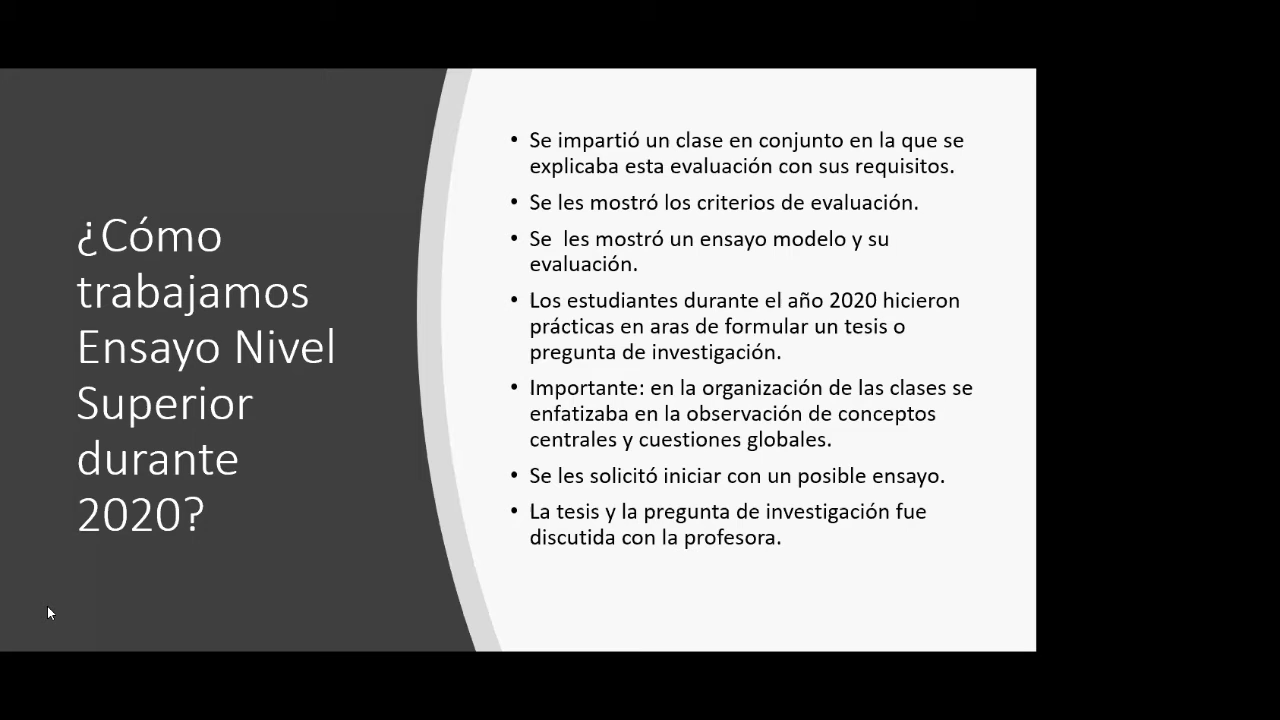 ¿Cómo
trabajamos
Ensayo Nivel
Superior
durante
2020?
• Se impartió un clase en conjunto en la que se
explicaba esta evaluación con sus requisitos.
• Se les mostró los criterios de evaluación.
• Se  les mostró un ensayo modelo y su
evaluación.
• Los estudiantes durante el año 2020 hicieron
prácticas en aras de formular un tesis o
pregunta de investigación.
• Importante: en la organización de las clases se
enfatizaba en la observación de conceptos
centrales y cuestiones globales.
• Se les solicitó iniciar con un posible ensayo.
• La tesis y la pregunta de investigación fue
discutida con la profesora.